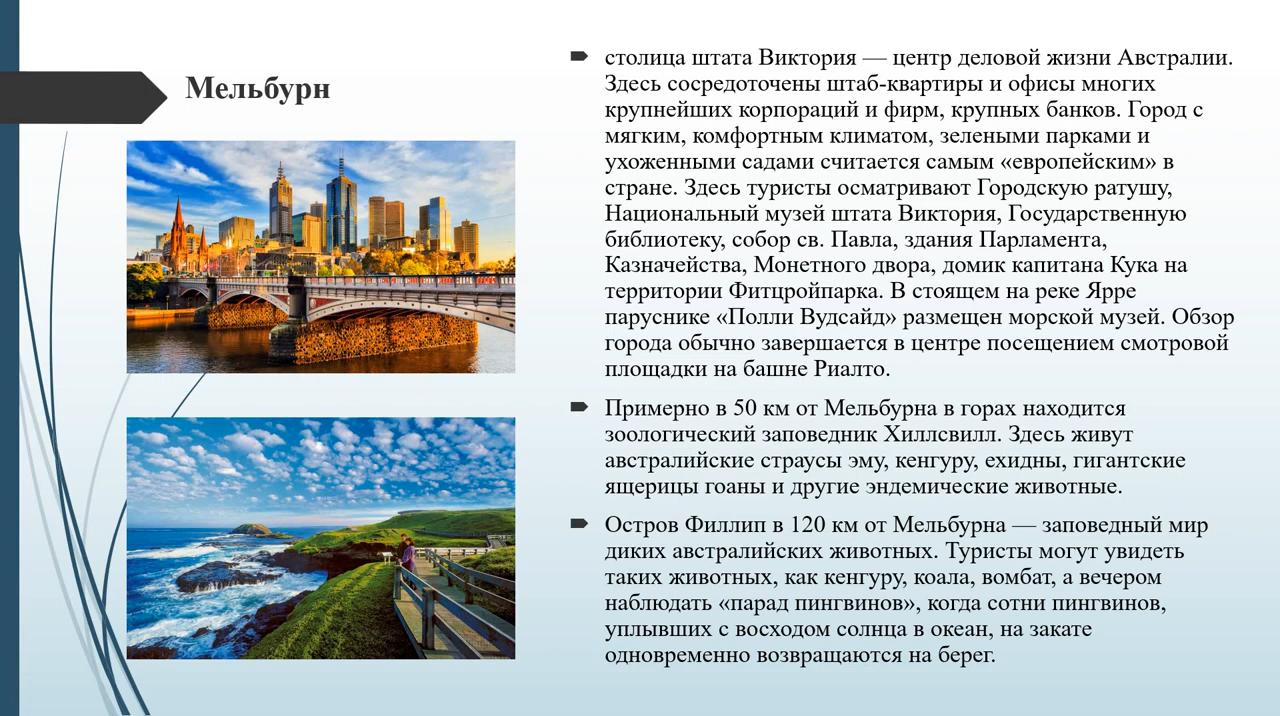 Мельбурн
столица штата Виктория — центр деловой жизни Австралии.
Здесь сосредоточены штаб-квартиры и офисы многих
крупнейших корпораций и фирм, крупных банков. Город с
мягким, комфортным климатом, зелеными парками и
ухоженными садами считается самым «европейским» в
стране. Здесь туристы осматривают Городскую ратушу,
Национальный музей штата Виктория, Государственную
библиотеку, собор св. Павла, здания Парламента,
Казначейства, Монетного двора, домик капитана Кука на
территории Фитцройпарка. В стоящем на реке Ярре
паруснике «Полли Вудсайд» размещен морской музей. Обзор
города обычно завершается в центре посещением смотровой
площадки на башне Риалто.
Примерно в 50 км от Мельбурна в горах находится
зоологический заповедник Хиллсвилл. Здесь живут
австралийские страусы эму, кенгуру, ехидны, гигантские
ящерицы гоаны и другие эндемические животные.
Остров Филлип в 120 км от Мельбурна — заповедный мир
диких австралийских животных. Туристы могут увидеть
таких животных, как кенгуру, коала, вомбат, а вечером
наблюдать «парад пингвинов», когда сотни пингвинов,
уплывших с восходом солнца в океан, на закате
одновременно возвращаются на берег.